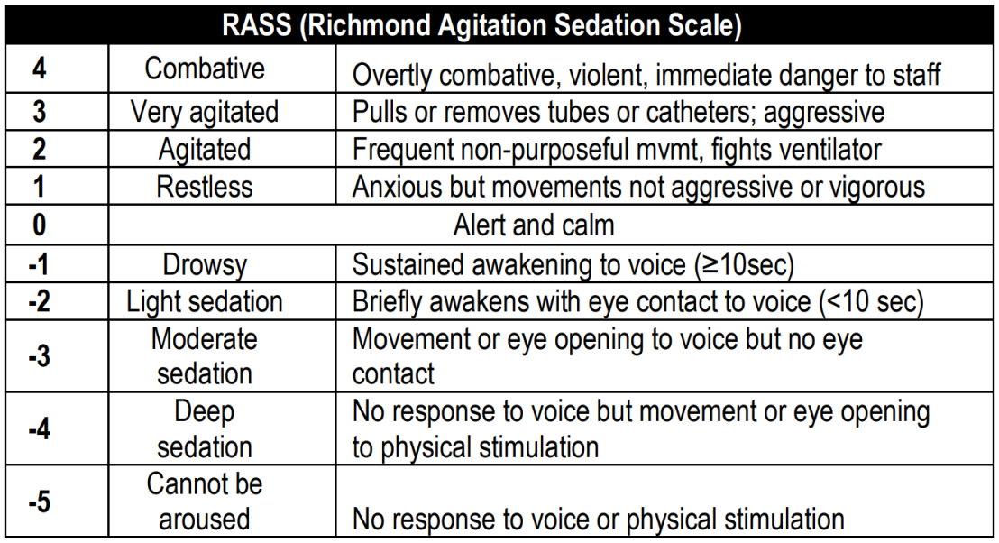 RASS (Richmond Agitation Sedation Scale)
4 Combative Overtly combative, violent, immediate danger to staff
3 Very agitated Pulls or removes tubes or catheters; aggressive
2 Agitated Frequent non-purposeful mvmt, fights ventilator
1 Restless Anxious but movements not aggressive or vigorous
0 Alert and calm
-1 Drowsy Sustained awakening to voice (≥10sec)
-2 Light sedation Briefly awakens with eye contact to voice (<10 sec)
-3 Moderate sedation Movement or eye opening to voice but no eye
contact
-4 Deep sedation No response to voice but movement or eye opening
to physical stimulation
-5 Cannot be aroused No response to voice or physical stimulation